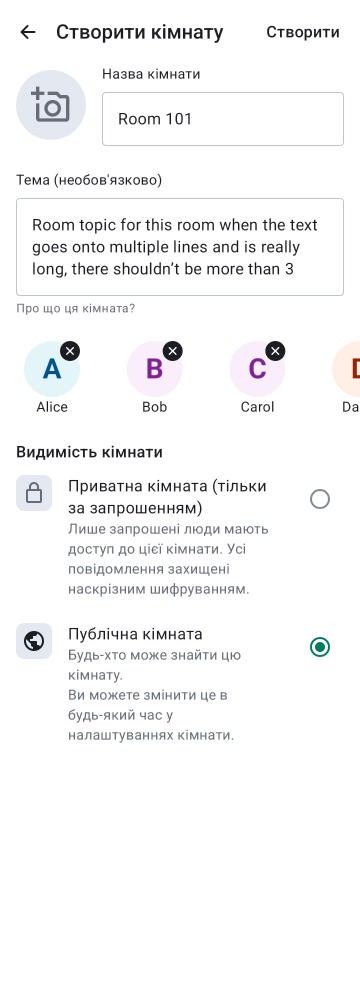 Створити кімнату
Створити
Назва кімнати
Room 101
Тема (необов'язково)
Room topic for this room when the text
goes onto multiple lines and is really
long, there shouldn’t be more than 3
Про що ця кімната?
A
B
C
Alice
Bob
Carol
Da
Видимість кімнати
Приватна кімната (тільки
за запрошенням)
Лише запрошені люди мають
доступ до цієї кімнати. Усі
повідомлення захищені
наскрізним шифруванням.
Публічна кімната
Будь-хто може знайти цю
кімнату.
Ви можете змінити це в
будь-який час у
налаштуваннях кімнати.